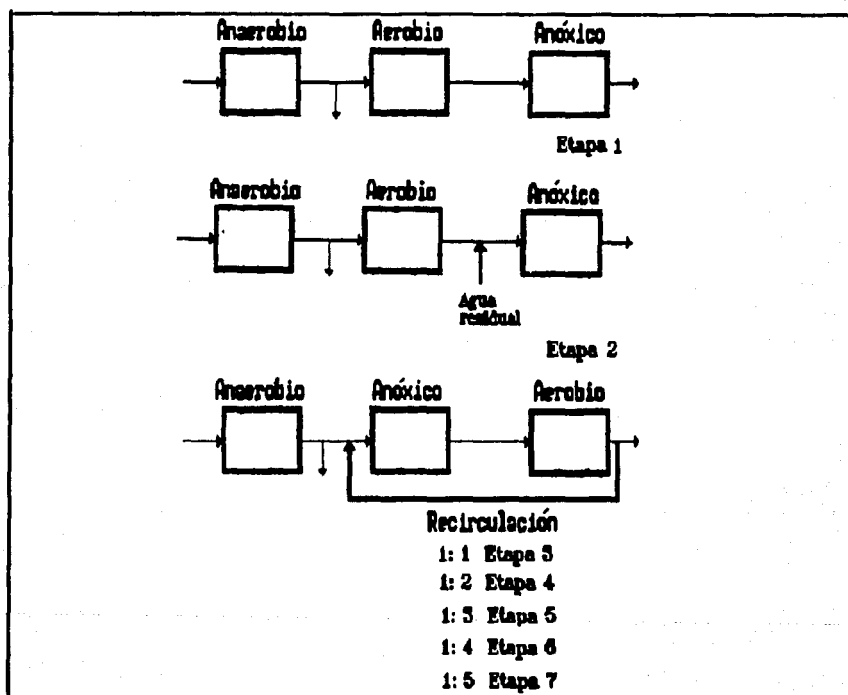 Anaerobio Aerobio Anóxico
Etapa 1
Anaerobio Aerobio Anóxico
Agua
residual
Etapa 2
Anaerobio Anóxico Aerobio
Recirculación
1: 1 Etapa 3
1: 2 Etapa 4
1: 3 Etapa 5
1: 4 Etapa 6
1: 5 Etapa 7